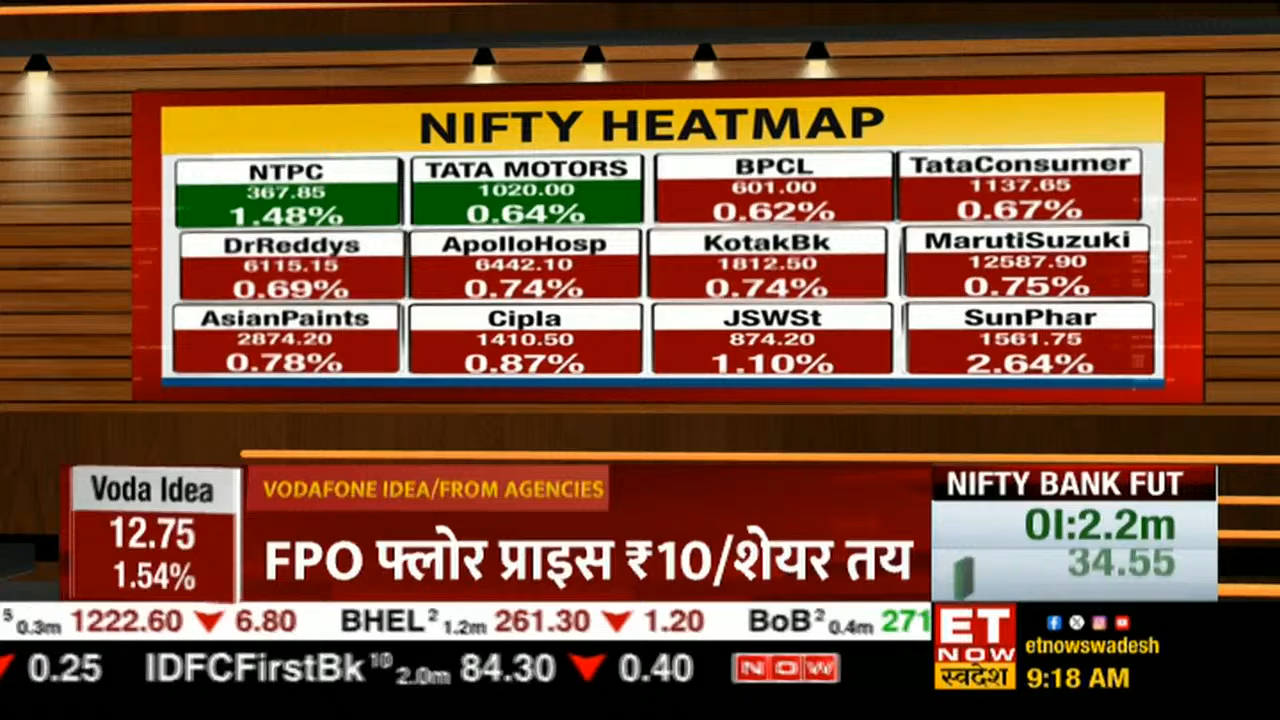 NIFTY HEATMAP
NTPC
367.85
1.48%
TATA MOTORS
1020.00
0.64%
BPCL
601.00
0.62%
TataConsumer
1137.65
0.67%
DrReddys
6115.15
0.69%
ApolloHosp
6442.10
0.74%
KotakBk
1812.50
0.74%
MarutiSuzuki
12587.90
0.75%
AsianPaints
2874.20
0.78%
Cipla
1410.50
0.87%
JSWSt
874.20
1.10%
SunPhar
1561.75
2.64%
Voda Idea
12.75
1.54%
VODAFONE IDEA/FROM AGENCIES
FPO फ्लोर प्राइस ₹10/शेयर तय
NIFTY BANK FUT
OI:2.2m
34.55
5 0.3m 1222.60 ▼ 6.80 BHEL 2 1.2m 261.30 ▼ 1.20 BoB 2 0.4m 271
0.25 IDFCFirstBk 10 2.0m 84.30 ▼ 0.40 NOW
ET
NOW
स्वदेश
etnowswadesh
9:18 AM